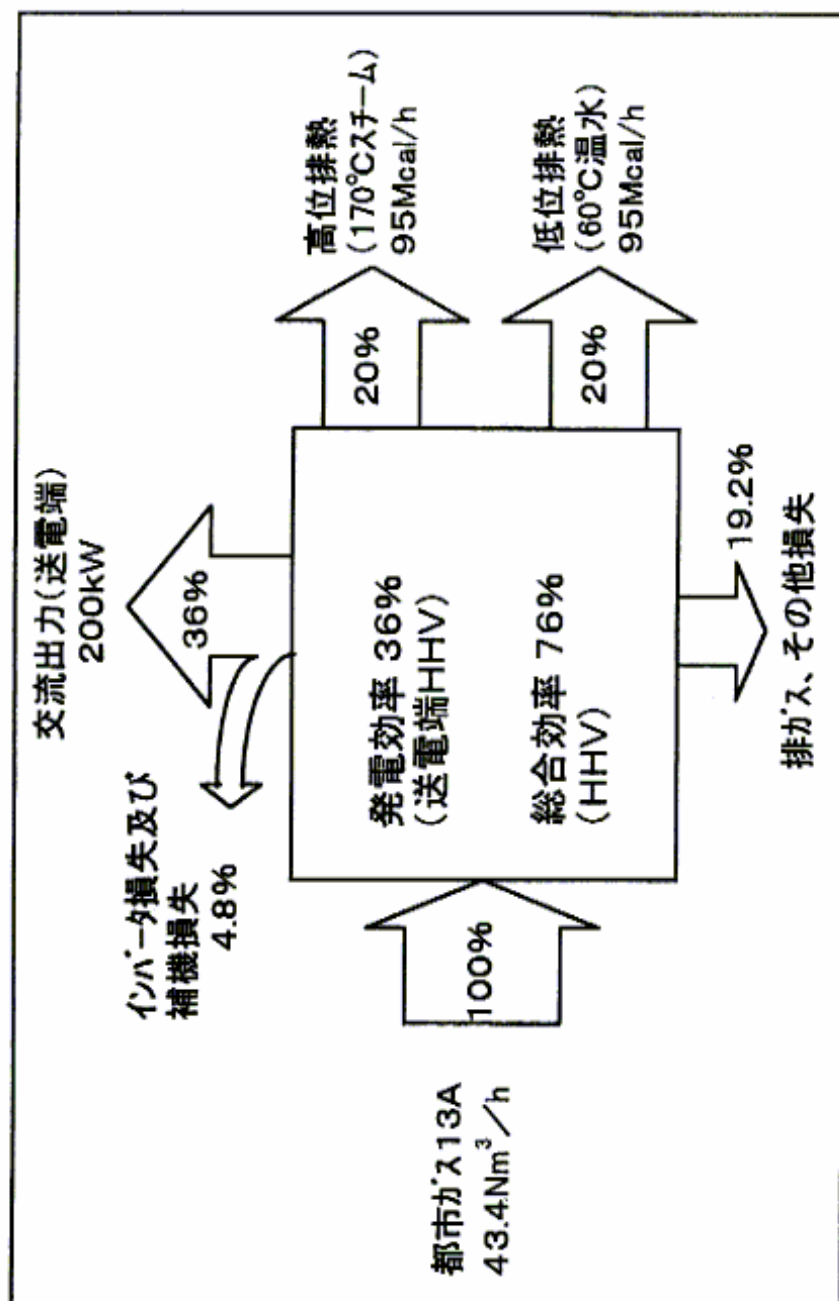 交流出力(送電端)
200kW
36%
インバータ損失及び
補機損失
4.8%
高位排熱
(170°Cスチーム)
95Mcal/h
20%
発電効率 36%
(送電端HHV)
総合効率 76%
(HHV)
低位排熱
(60°C温水)
95Mcal/h
20%
100%
都市ガス13A
43.4Nm³/h
19.2%
排ガス、その他損失